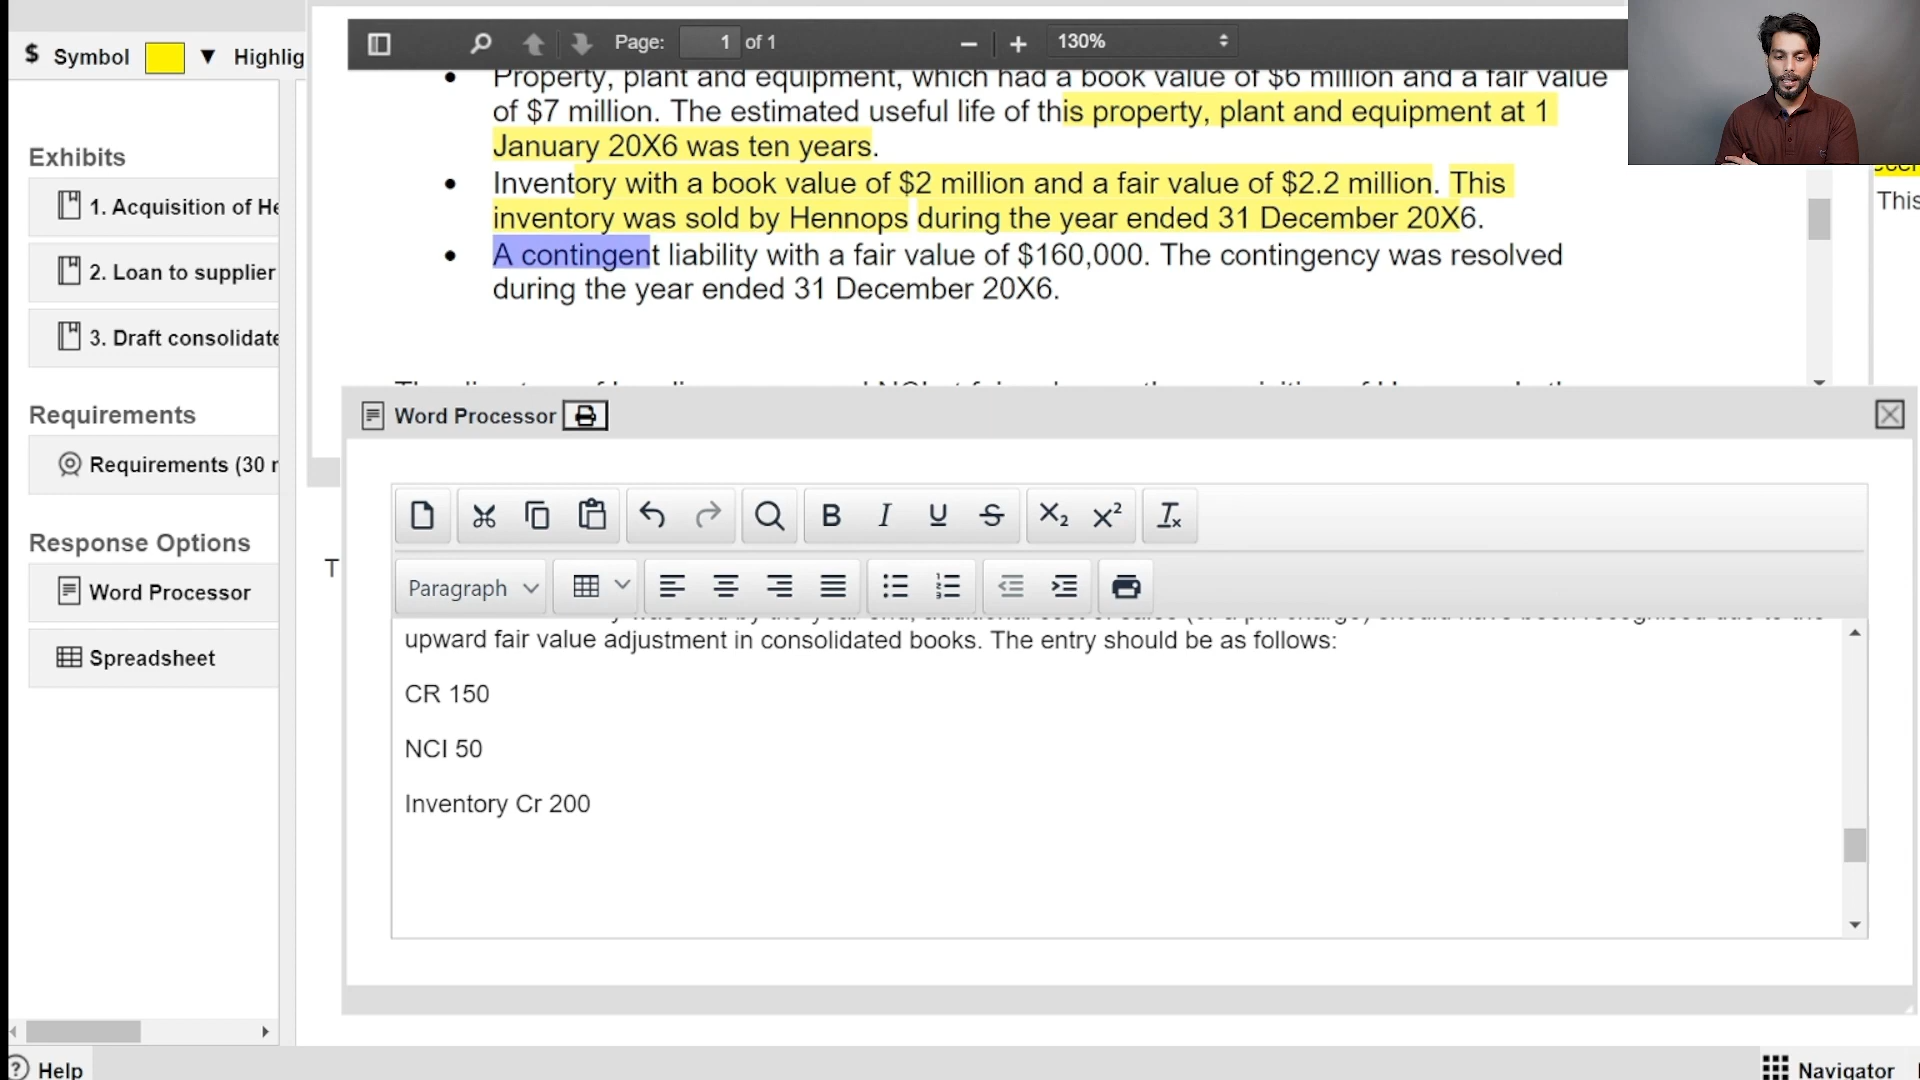 $ Symbol ▼ Highlig
Page: 1 of 1 130%
Property, plant and equipment, which had a book value of $6 million and a fair value
of $7 million. The estimated useful life of this property, plant and equipment at 1
January 20X6 was ten years.
• Inventory with a book value of $2 million and a fair value of $2.2 million. This
inventory was sold by Hennops during the year ended 31 December 20X6.
• A contingent liability with a fair value of $160,000. The contingency was resolved
during the year ended 31 December 20X6.
This
Exhibits
1. Acquisition of He
2. Loan to supplier
3. Draft consolidate
Requirements
Requirements (30 r
Response Options
Word Processor
Spreadsheet
T
Word Processor
B I U S X₂ X² Tx
Paragraph
upward fair value adjustment in consolidated books. The entry should be as follows:
CR 150
NCI 50
Inventory Cr 200
? Help
Navigator